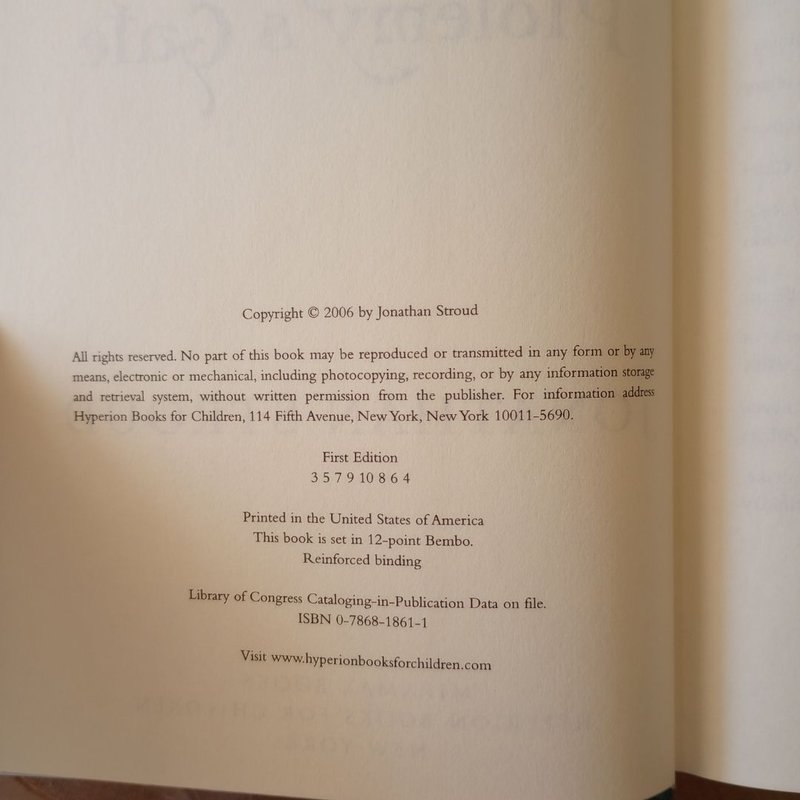 Copyright © 2006 by Jonathan Stroud
All rights reserved. No part of this book may be reproduced or transmitted in any form or by any
means, electronic or mechanical, including photocopying, recording, or by any information storage
and retrieval system, without written permission from the publisher. For information address
Hyperion Books for Children, 114 Fifth Avenue, New York, New York 10011-5690.
First Edition
3 5 7 9 10 8 6 4
Printed in the United States of America
This book is set in 12-point Bembo.
Reinforced binding
Library of Congress Cataloging-in-Publication Data on file.
ISBN 0-7868-1861-1
Visit www.hyperionbooksforchildren.com